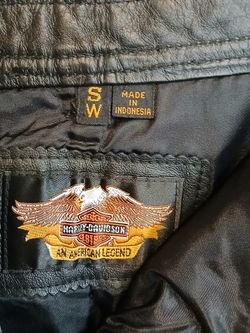 S
W
MADE IN
INDONESIA
HARLEY-DAVIDSON
AN AMERICAN LEGEND